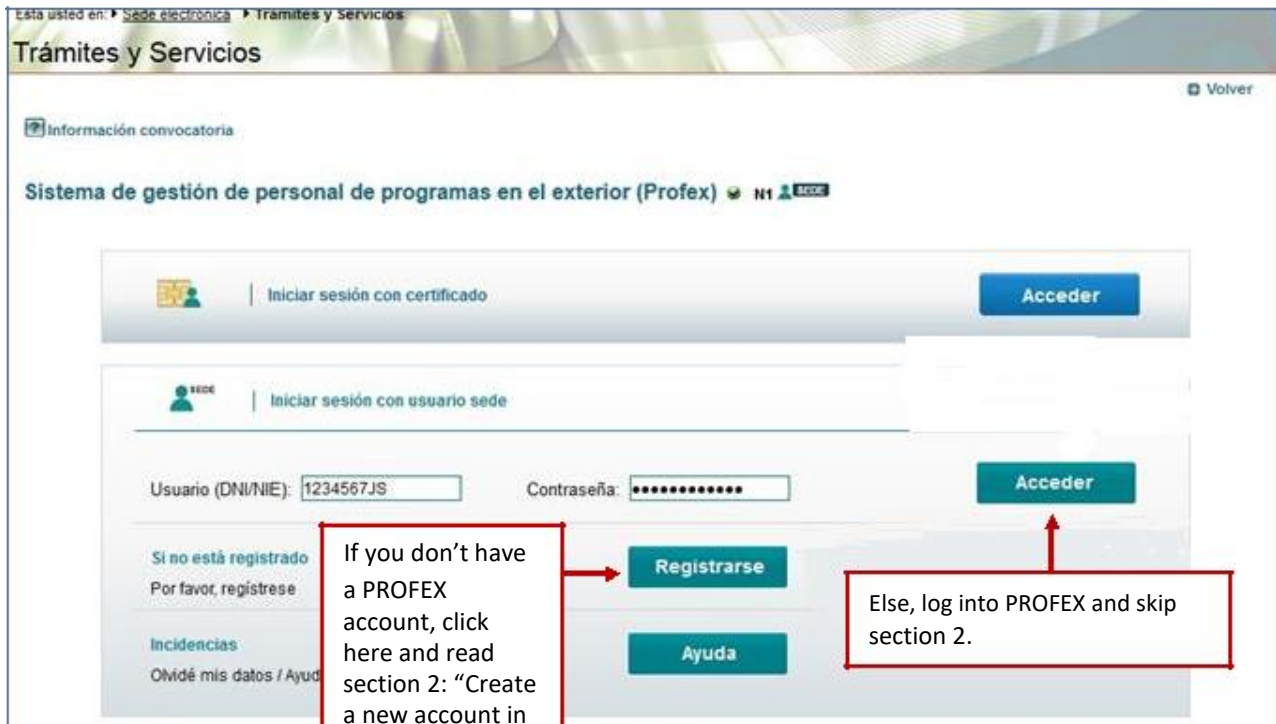 Esta usted en: Sede electrónica Trámites y Servicios
Trámites y Servicios
Volver
Información convocatoria
Sistema de gestión de personal de programas en el exterior (Profex) N1 SEDE
Iniciar sesión con certificado
Acceder
SEDE
Iniciar sesión con usuario sede
Usuario (DNI/NIE): 1234567JS
Contraseña: ••••••••••••
Acceder
Si no está registrado
Por favor, regístrese
If you don’t have
a PROFEX
account, click
here and read
section 2: “Create
a new account in
Registrarse
Else, log into PROFEX and skip
section 2.
Incidencias
Olvidé mis datos / Ayud
Ayuda